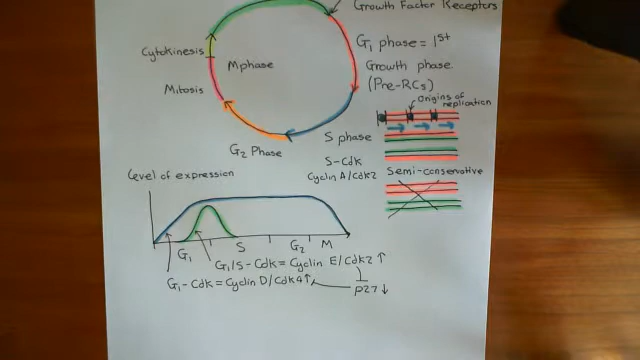 Growth Factor Receptors
G₁ phase = 1st
Growth phase
(Pre-RCs)
Cytokinesis
M phase
Mitosis
Origins of
replication
G₂ Phase
S phase
S-Cdk
Cyclin A/Cdk2
Semi-conservative
Level of expression
G₁ S G₂ M
G₁/S-Cdk = Cyclin E/Cdk2 ↑
G₁-Cdk = Cyclin D/Cdk4 ↑
p27 ↓